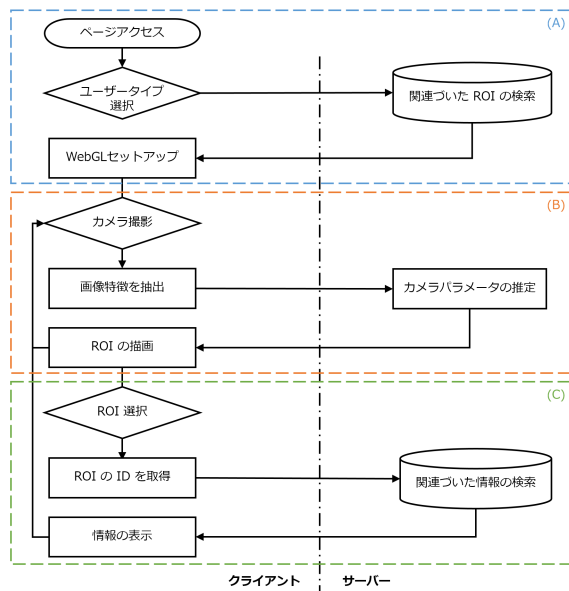 (A)
ページアクセス
ユーザータイプ
選択
関連づいた ROI の検索
WebGLセットアップ
(B)
カメラ撮影
画像特徴を抽出
カメラパラメータの推定
ROI の描画
(C)
ROI 選択
ROI の ID を取得
関連づいた情報の検索
情報の表示
クライアント
サーバー